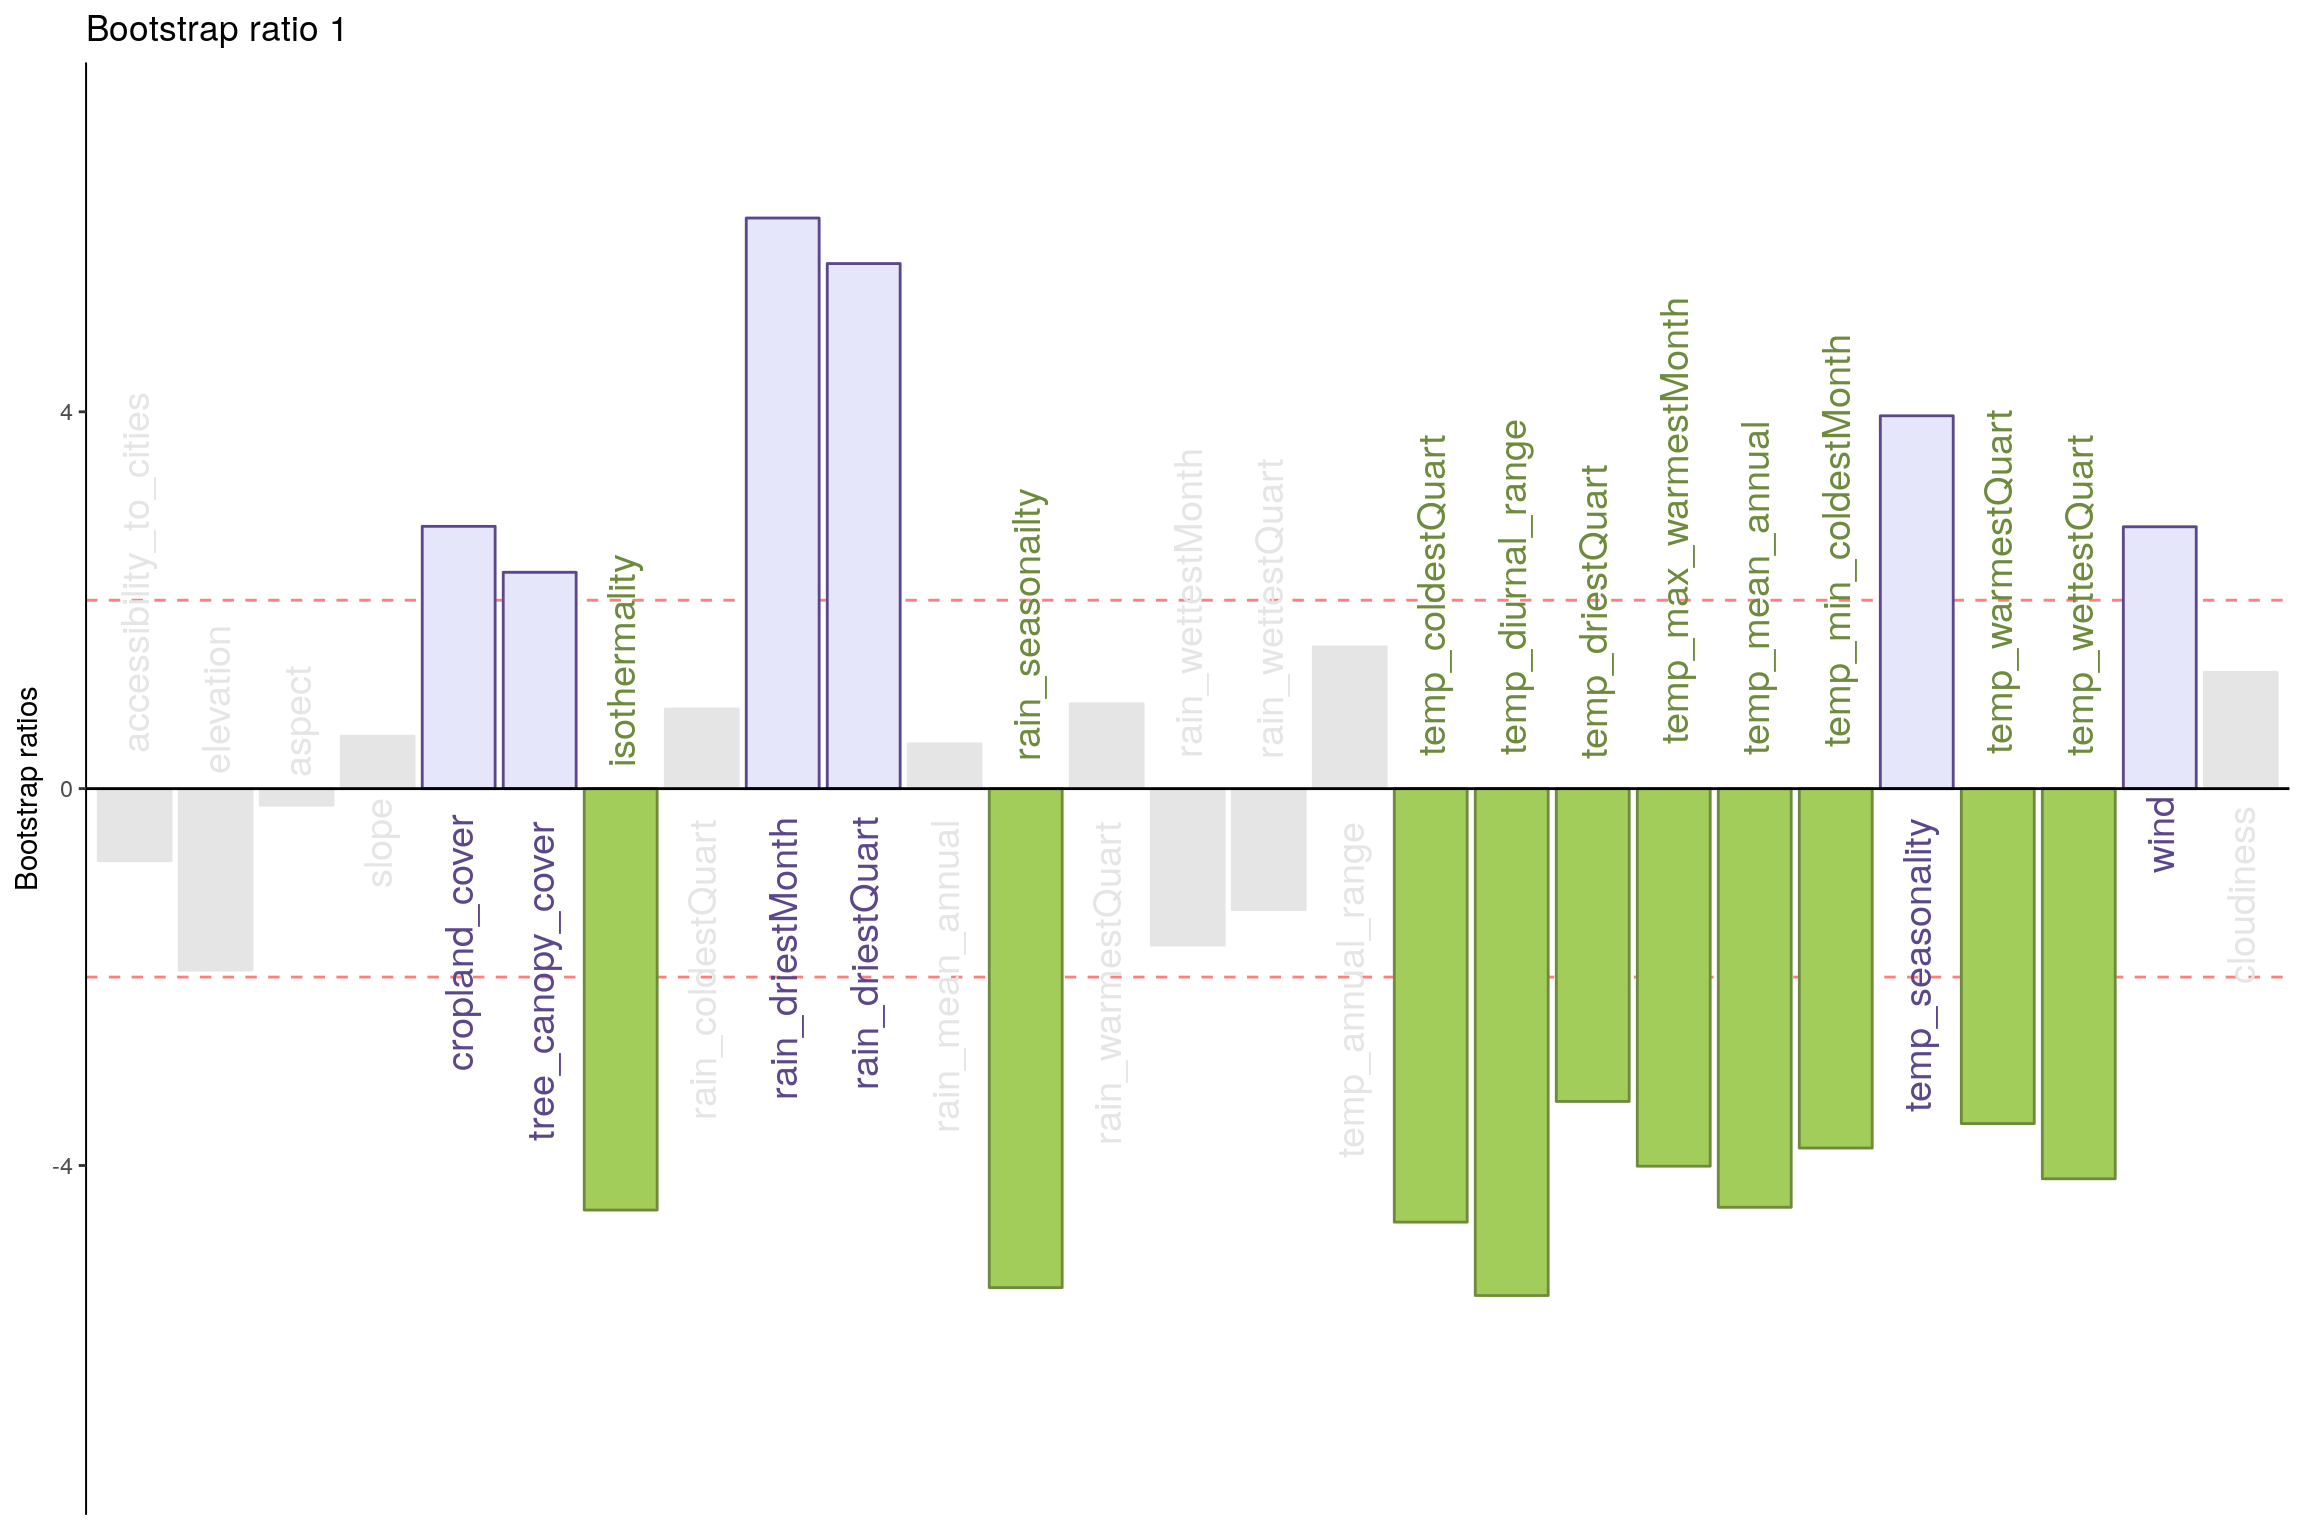 Bootstrap ratio 1
Bootstrap ratios
4
0
-4
accessibility_to_cities
elevation
aspect
slope
cropland_cover
tree_canopy_cover
isothermality
rain_coldestQuart
rain_driestMonth
rain_driestQuart
rain_mean_annual
rain_seasonailty
rain_warmestQuart
rain_wettestMonth
rain_wettestQuart
temp_annual_range
temp_coldestQuart
temp_diurnal_range
temp_driestQuart
temp_max_warmestMonth
temp_mean_annual
temp_min_coldestMonth
temp_seasonality
temp_warmestQuart
temp_wettestQuart
wind
cloudiness